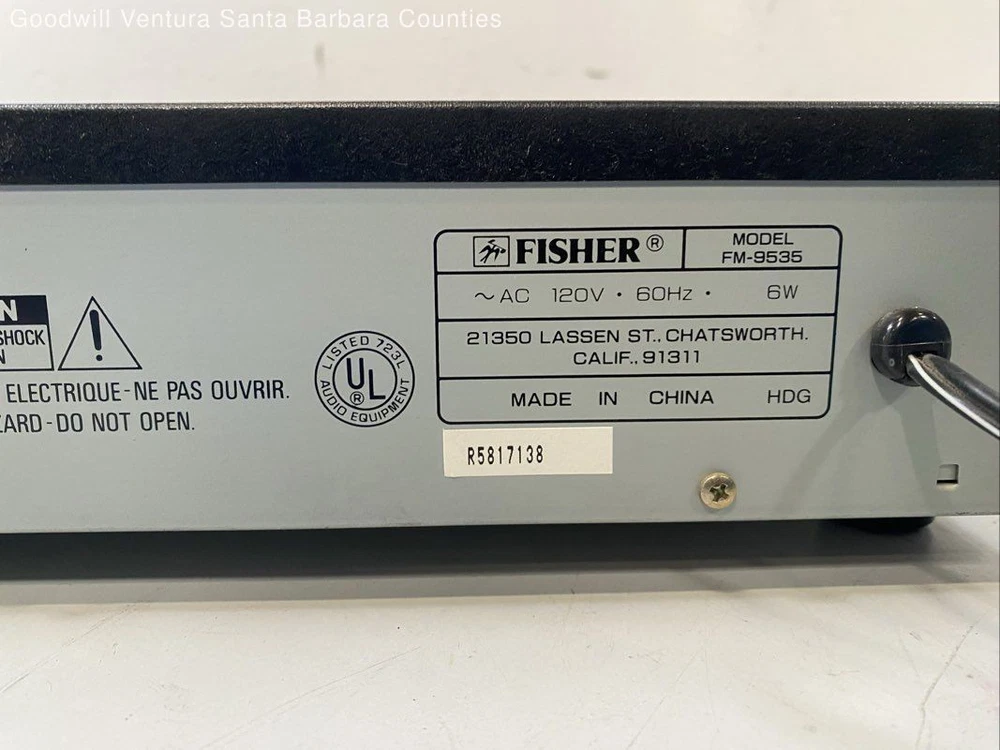 Goodwill Ventura Santa Barbara Counties
FISHER®
MODEL
FM-9535
~AC 120V · 60Hz · 6W
21350 LASSEN ST., CHATSWORTH.
CALIF., 91311
MADE IN CHINA HDG
R5817138
LISTED 723L
UL®
AUDIO EQUIPMENT
N
SHOCK
N
!
ELECTRIQUE-NE PAS OUVRIR.
ZARD-DO NOT OPEN.